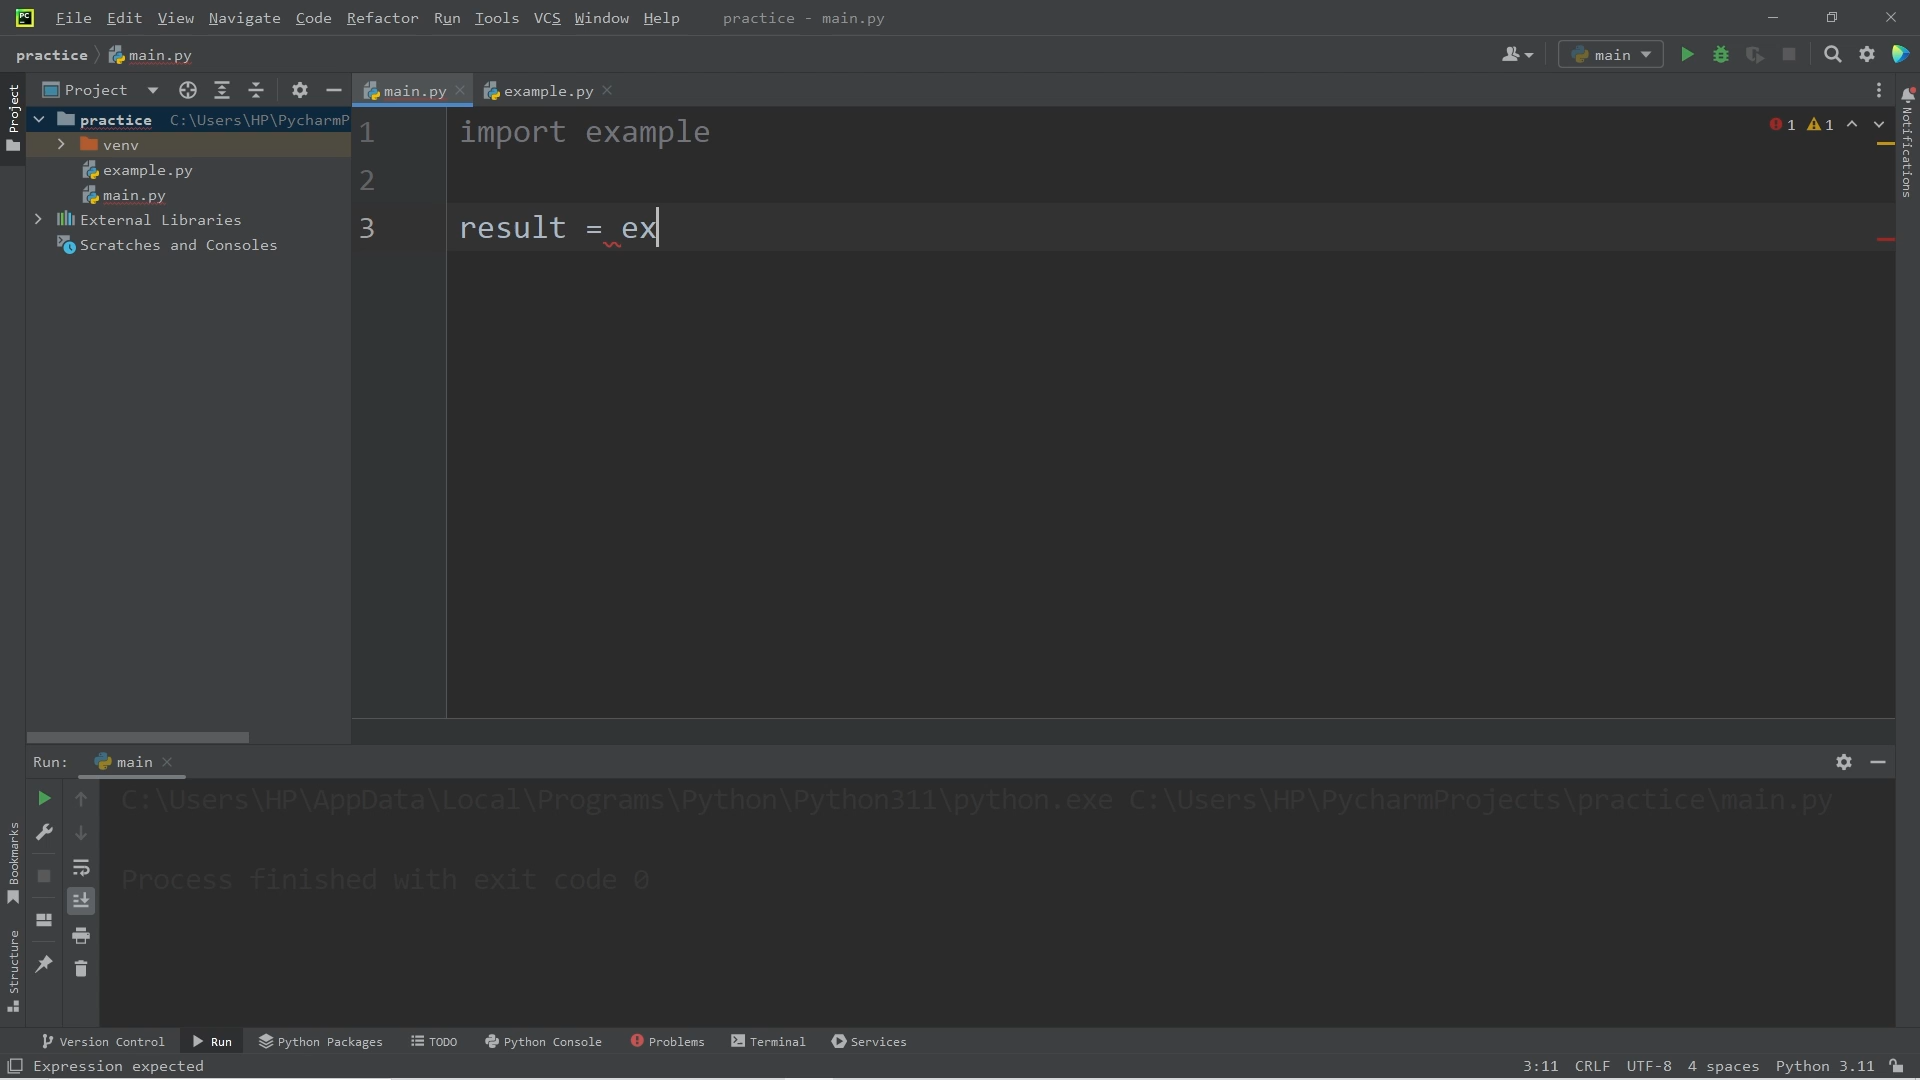 File Edit View Navigate Code Refactor Run Tools VCS Window Help practice - main.py
practice main.py main
Project
Project
main.py
example.py
practice C:\Users\HP\PycharmP
venv
example.py
main.py
External Libraries
Scratches and Consoles
1 import example
2
3 result = ex
1 1
Notifications
Run: main
C:\Users\HP\AppData\Local\Programs\Python\Python311\python.exe C:\Users\HP\PycharmProjects\practice\main.py
Process finished with exit code 0
Bookmarks
Structure
Version Control Run Python Packages TODO Python Console Problems Terminal Services
Expression expected 3:11 CRLF UTF-8 4 spaces Python 3.11